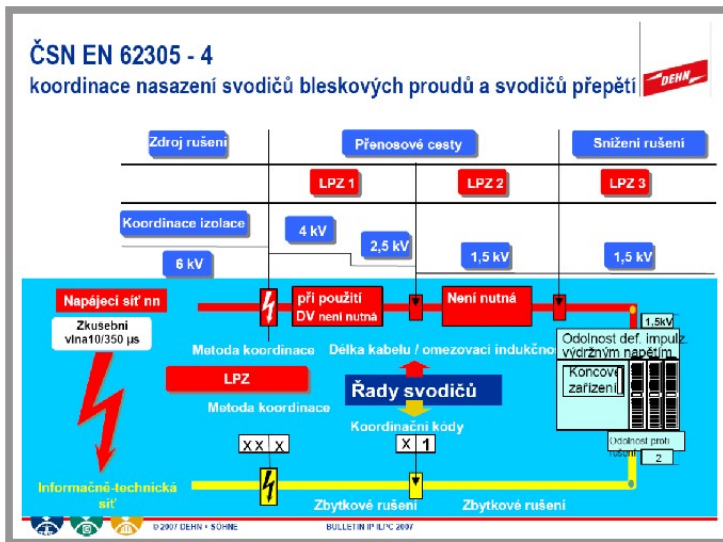 ČSN EN 62305 - 4
koordinace nasazení svodičů bleskových proudů a svodičů přepětí
DEHN
Zdroj rušení
Přenosové cesty
Snížení rušení
LPZ 1
LPZ 2
LPZ 3
Koordinace izolace
4 kV
2,5 kV
6 kV
1,5 kV
1,5 kV
Napájecí síť nn
při použití
DV není nutná
Není nutná
1,5kV
Zkušební
vlna10/350 µs
Odolnost def. impulz.
výdržným napětím
Metoda koordinace
Délka kabelu / omezovací indukčnos
LPZ
Řady svodičů
Koncové
zařízení
Metoda koordinace
Koordinační kódy
XX X
X 1
Odolnost proti
rušení
2
Informačně-technická
síť
Zbytkové rušení
Zbytkové rušení
© 2007 DEHN + SÖHNE
BULLETIN IP ILPC 2007